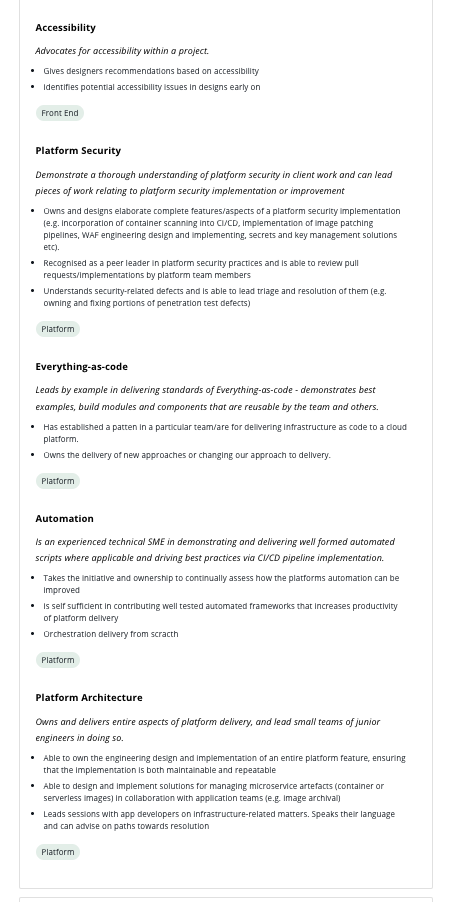 Accessibility
Advocates for accessibility within a project.
Gives designers recommendations based on accessibility
Identifies potential accessibility issues in designs early on
Front End
Platform Security
Demonstrate a thorough understanding of platform security in client work and can lead
pieces of work relating to platform security implementation or improvement
Owns and designs elaborate complete features/aspects of a platform security implementation
(e.g. incorporation of container scanning into CI/CD, implementation of image patching
pipelines, WAF engineering design and implementing, secrets and key management solutions
etc).
Recognised as a peer leader in platform security practices and is able to review pull
requests/implementations by platform team members
Understands security-related defects and is able to lead triage and resolution of them (e.g.
owning and fixing portions of penetration test defects)
Platform
Everything-as-code
Leads by example in delivering standards of Everything-as-code - demonstrates best
examples, build modules and components that are reusable by the team and others.
Has established a patten in a particular team/are for delivering infrastructure as code to a cloud
platform.
Owns the delivery of new approaches or changing our approach to delivery.
Platform
Automation
Is an experienced technical SME in demonstrating and delivering well formed automated
scripts where applicable and driving best practices via CI/CD pipeline implementation.
Takes the initiative and ownership to continually assess how the platforms automation can be
improved
Is self sufficient in contributing well tested automated frameworks that increases productivity
of platform delivery
Orchestration delivery from scracth
Platform
Platform Architecture
Owns and delivers entire aspects of platform delivery, and lead small teams of junior
engineers in doing so.
Able to own the engineering design and implementation of an entire platform feature, ensuring
that the implementation is both maintainable and repeatable
Able to design and implement solutions for managing microservice artefacts (container or
serverless images) in collaboration with application teams (e.g. image archival)
Leads sessions with app developers on infrastructure-related matters. Speaks their language
and can advise on paths towards resolution
Platform